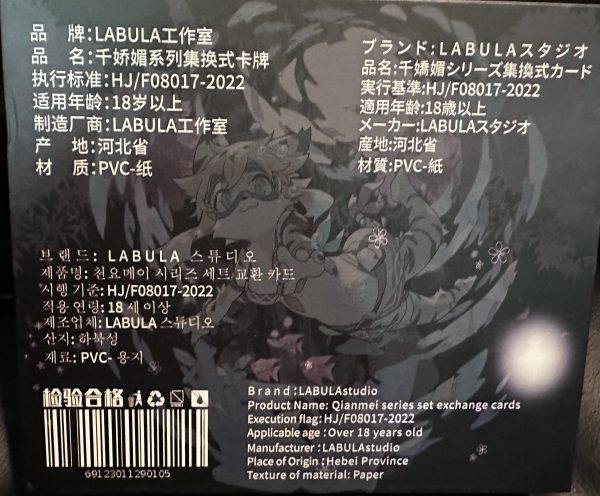 品 牌:LABULA工作室
品 名:千娇媚系列集换式卡牌
执行标准:HJ/F08017-2022
适用年龄:18岁以上
制造厂商:LABULA工作室
产 地:河北省
材 质:PVC-纸
ブランド:LABULAスタジオ
品名:千嬌媚シリーズ集換式カード
実行基準:HJ/F08017-2022
適用年齢:18歳以上
メーカー:LABULAスタジオ
産地:河北省
材質:PVC-紙
브랜드: LABULA 스튜디오
제품명: 천요메이 시리즈 세트 교환 카드
시행 기준: HJ/F08017-2022
적용 연령: 18 세 이상
제조업체: LABULA 스튜디오
산지: 하북성
재료: PVC- 용지
检验合格
69123011290105
Brand:LABULAstudio
Product Name: Qianmei series set exchange cards
Execution flag:HJ/F08017-2022
Applicable age :Over 18 years old
Manufacturer :LABULAstudio
Place of Origin :Hebei Province
Texture of material: Paper